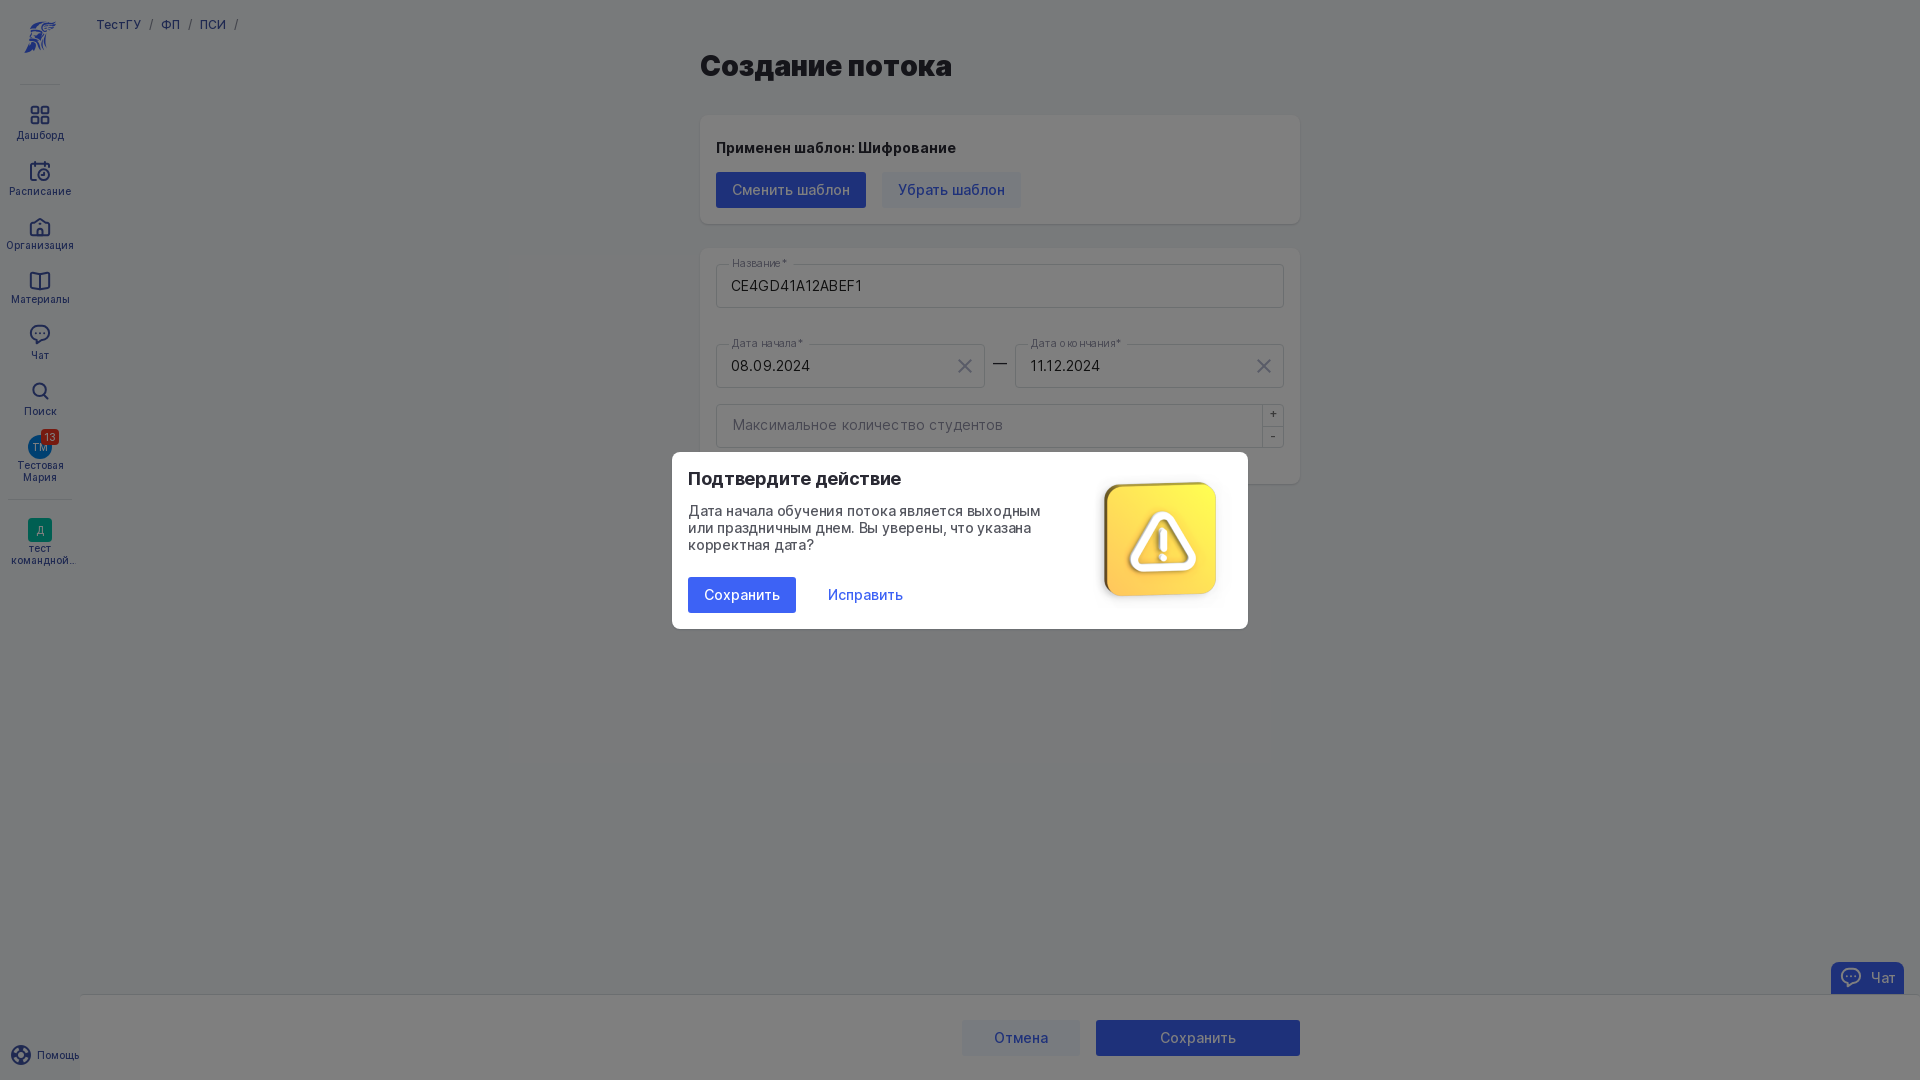 ТестГУ / ФП / ПСИ /
Создание потока
Дашборд
Расписание
Организация
Материалы
Чат
Поиск
13
ТМ
Тестовая
Мария
Д
тест
командной...
Помощь
Применен шаблон: Шифрование
Сменить шаблон Убрать шаблон
Название*
CE4GD41A12ABEF1
Дата начала* Дата окончания*
08.09.2024 — 11.12.2024
Максимальное количество студентов
+
-
Подтвердите действие
Дата начала обучения потока является выходным
или праздничным днем. Вы уверены, что указана
корректная дата?
Сохранить Исправить
Чат
Отмена Сохранить